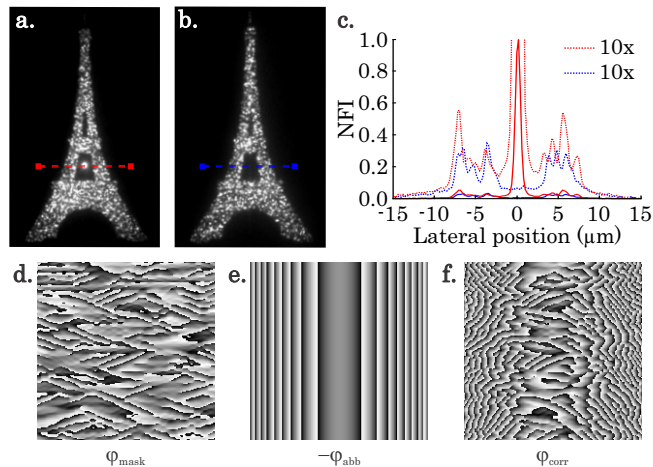 a.
b.
c.
NFI
1.0
0.8
0.6
0.4
0.2
0.0
10x
10x
-15
-10
-5
0
5
10
15
Lateral position (μm)
d.
e.
f.
φmask
−φabb
φcorr